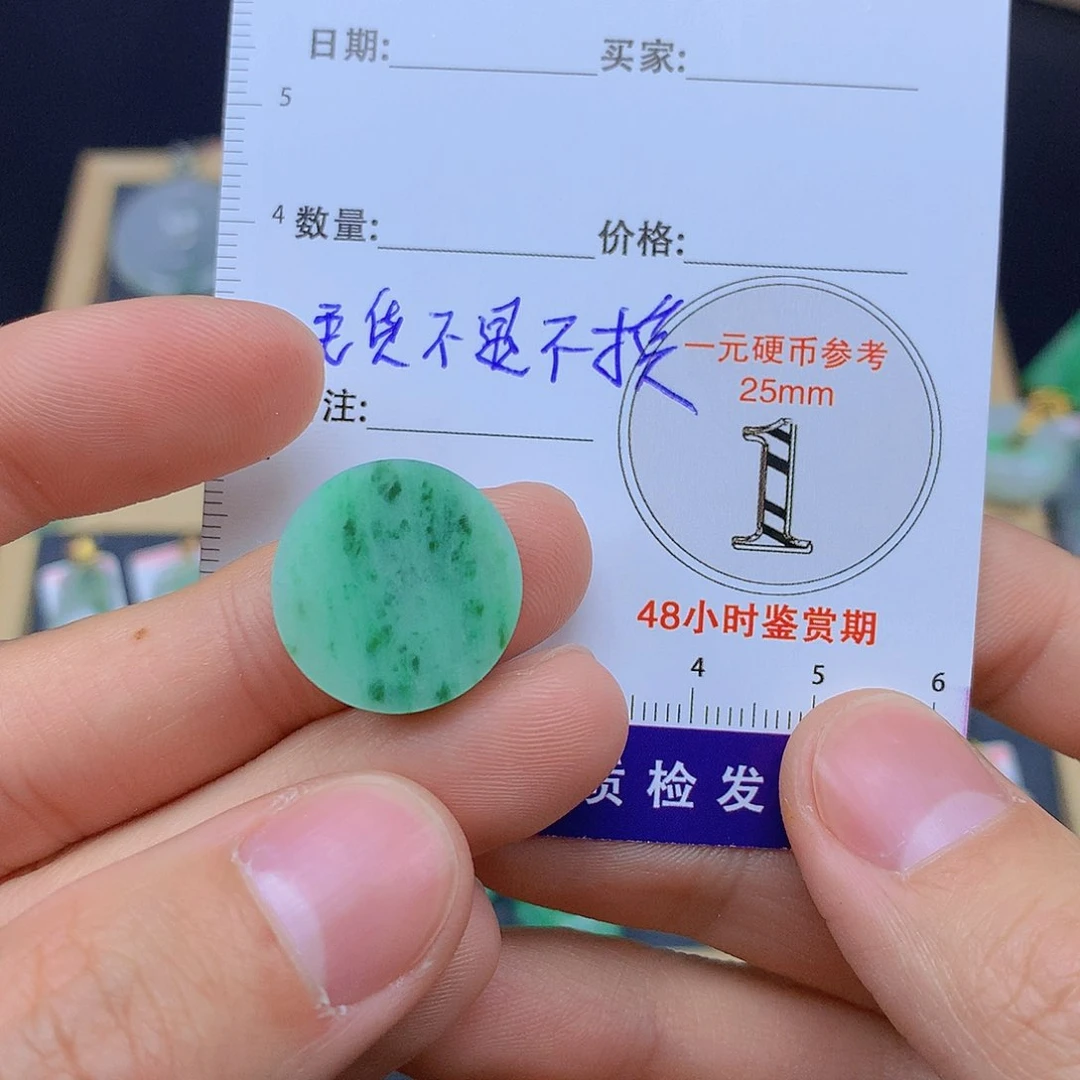 日期: 买家:
5
4 数量: 价格:
毛货不退不换
一元硬币参考
25mm
注:
1
48小时鉴赏期
4 5 6
质检发